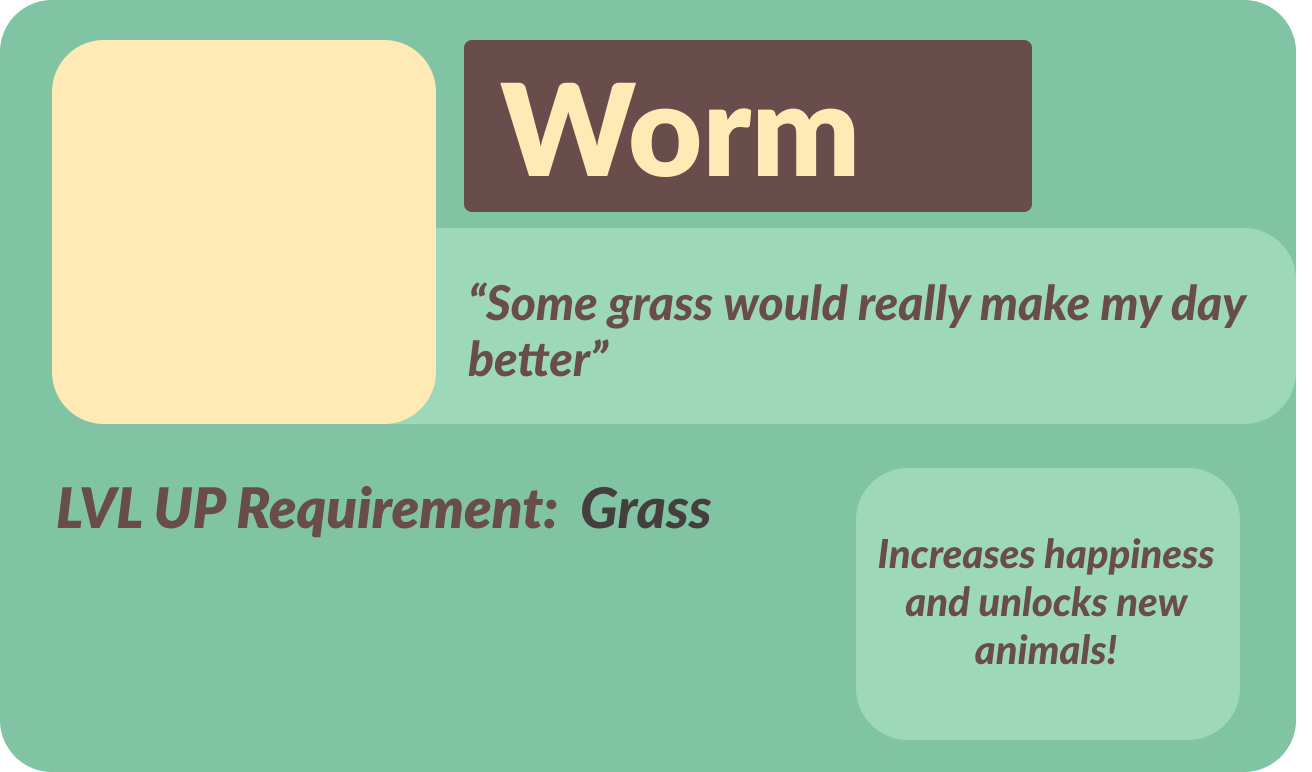 Worm
“Some grass would really make my day
better”
LVL UP Requirement: Grass
Increases happiness
and unlocks new
animals!